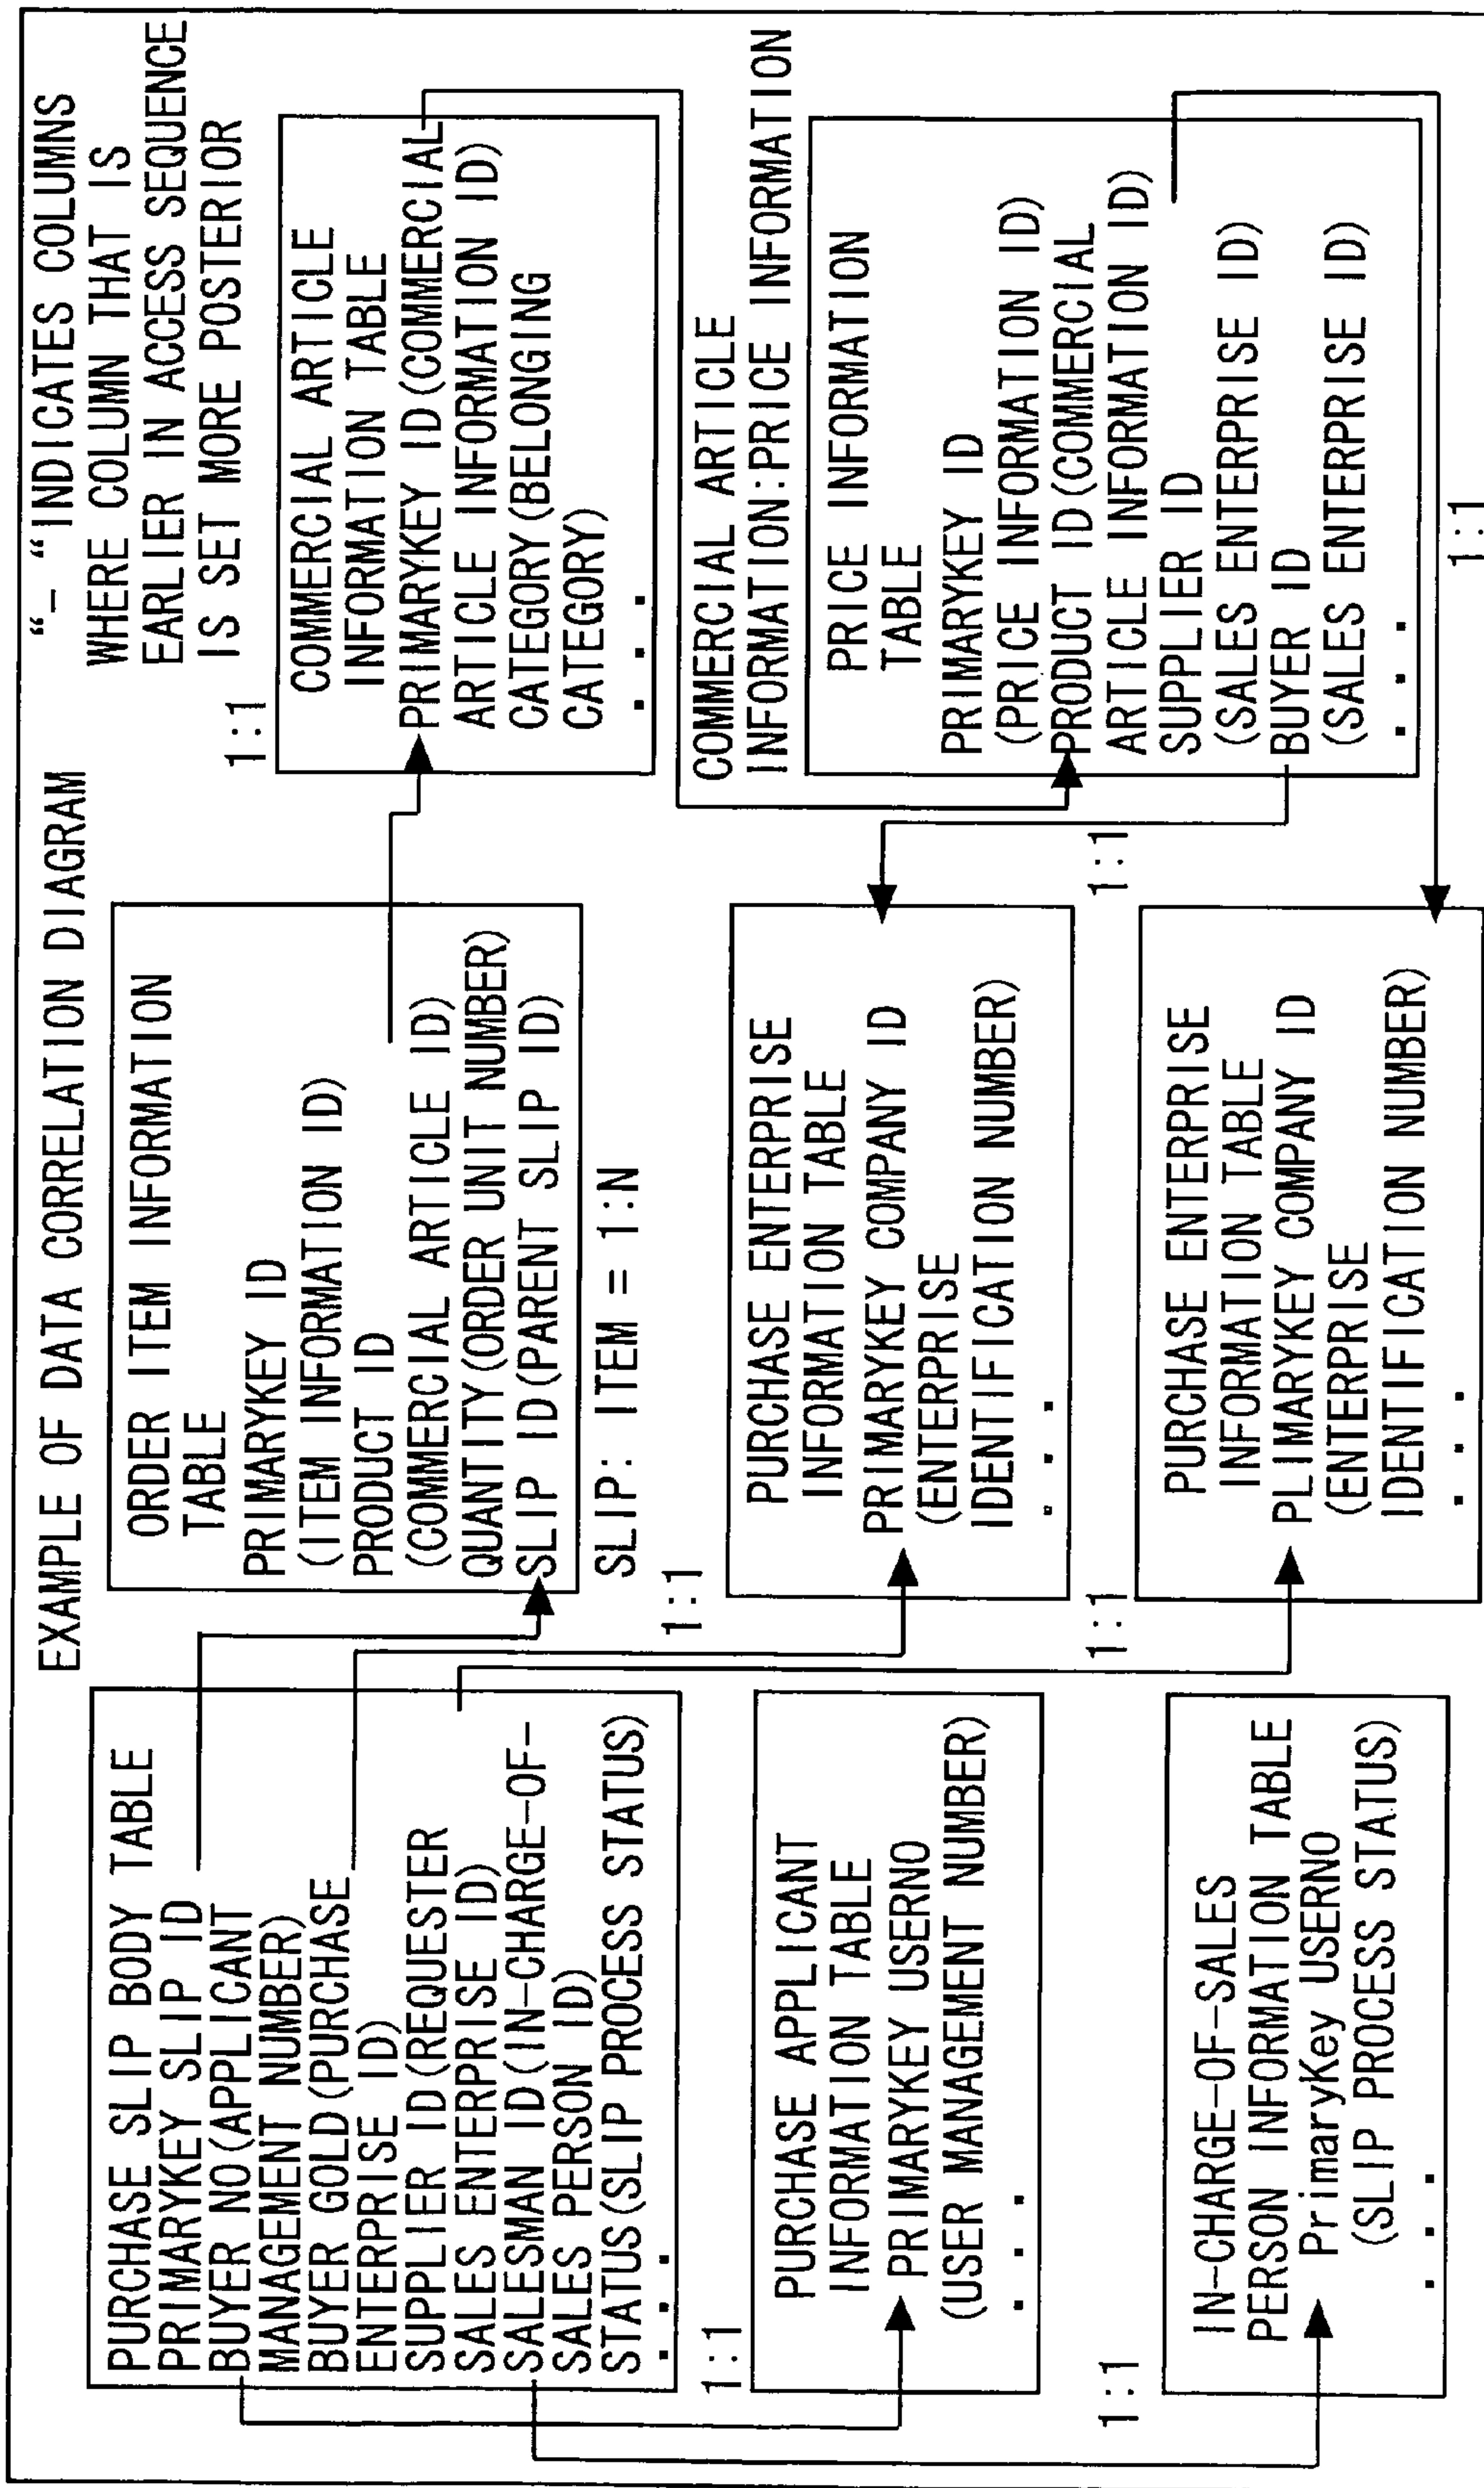 EXAMPLE OF DATA CORRELATION DIAGRAM
"– " INDICATES COLUMNS
WHERE COLUMN THAT IS
EARLIER IN ACCESS SEQUENCE
IS SET MORE POSTERIOR
PURCHASE SLIP BODY TABLE
PRIMARYKEY SLIP ID
BUYER NO(APPLICANT
MANAGEMENT NUMBER)
BUYER GOLD(PURCHASE
ENTERPRISE ID)
SUPPLIER ID(REQUESTER
SALES ENTERPRISE ID)
SALESMAN ID(IN-CHARGE-OF-
SALES PERSON ID)
STATUS(SLIP PROCESS STATUS)
. . .
1:1
PURCHASE APPLICANT
INFORMATION TABLE
PRIMARYKEY USERNO
(USER MANAGEMENT NUMBER)
. . .
1:1
IN-CHARGE-OF-SALES
PERSON INFORMATION TABLE
PrimaryKey USERNO
(SLIP PROCESS STATUS)
. . .
ORDER ITEM INFORMATION
TABLE
PRIMARYKEY ID
(ITEM INFORMATION ID)
PRODUCT ID
(COMMERCIAL ARTICLE ID)
QUANTITY(ORDER UNIT NUMBER)
SLIP ID(PARENT SLIP ID)
SLIP: ITEM = 1:N
1:1
PURCHASE ENTERPRISE
INFORMATION TABLE
PRIMARYKEY COMPANY ID
(ENTERPRISE
IDENTIFICATION NUMBER)
. . .
1:1
1:1
PURCHASE ENTERPRISE
INFORMATION TABLE
PLIMARYKEY COMPANY ID
(ENTERPRISE
IDENTIFICATION NUMBER)
. . .
1:1
COMMERCIAL ARTICLE
INFORMATION TABLE
PRIMARYKEY ID(COMMERCIAL
ARTICLE INFORMATION ID)
CATEGORY(BELONGING
CATEGORY)
. . .
COMMERCIAL ARTICLE
INFORMATION:PRICE INFORMATION
PRICE INFORMATION
TABLE
PRIMARYKEY ID
(PRICE INFORMATION ID)
PRODUCT ID(COMMERCIAL
ARTICLE INFORMATION ID)
SUPPLIER ID
(SALES ENTERPRISE ID)
BUYER ID
(SALES ENTERPRISE ID)
. . .
1:1